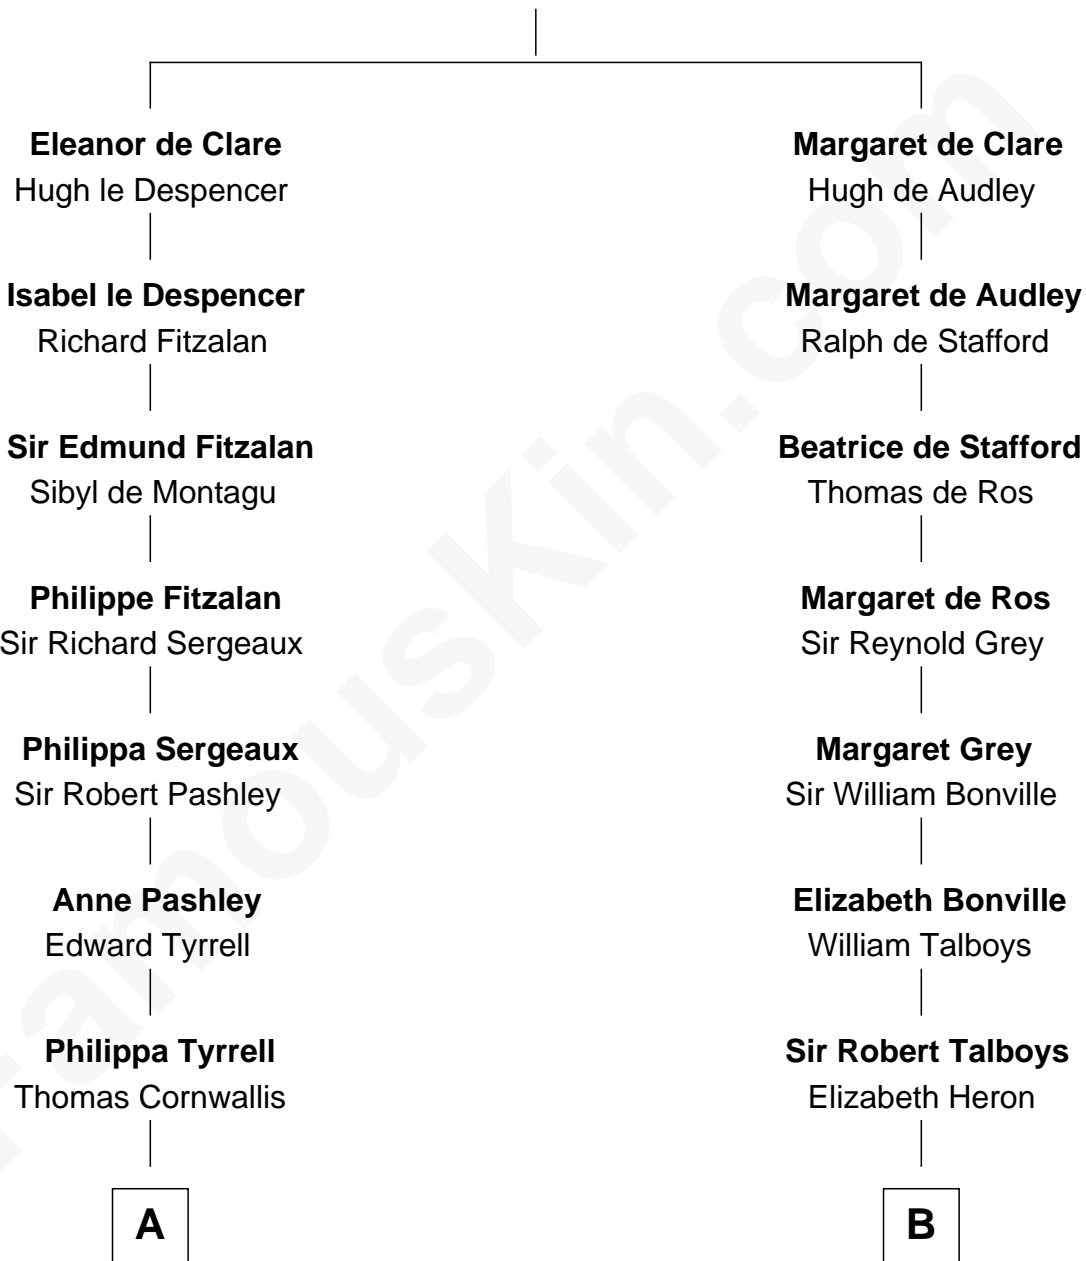 Eleanor de Clare
Hugh le Despencer
Isabel le Despencer
Richard Fitzalan
Sir Edmund Fitzalan
Sibyl de Montagu
Philippe Fitzalan
Sir Richard Sergeaux
Philippa Sergeaux
Sir Robert Pashley
Anne Pashley
Edward Tyrrell
Philippa Tyrrell
Thomas Cornwallis
A
Margaret de Clare
Hugh de Audley
Margaret de Audley
Ralph de Stafford
Beatrice de Stafford
Thomas de Ros
Margaret de Ros
Sir Reynold Grey
Margaret Grey
Sir William Bonville
Elizabeth Bonville
William Talboys
Sir Robert Talboys
Elizabeth Heron
B
FamousKin.com